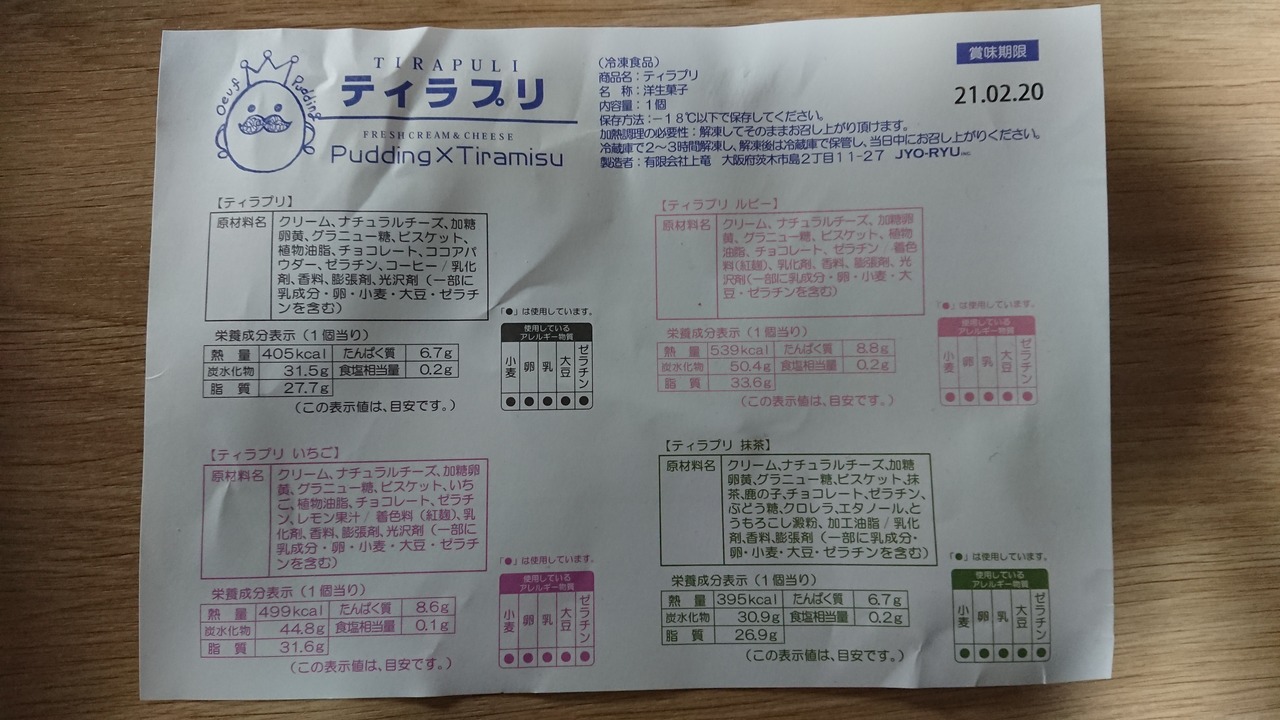 Oeuf Pudding
TIRAPULI
ティラプリ
FRESH CREAM & CHEESE
Pudding×Tiramisu
(冷凍食品)
商品名:ティラプリ
名 称:洋生菓子
内容量:1個
保存方法:-18℃以下で保存してください。
加熱調理の必要性:解凍してそのままお召し上がり頂けます。
冷蔵庫で2〜3時間解凍し、解凍後は冷蔵庫で保管し、当日中にお召し上がりください。
製造者:有限会社上竜 大阪府茨木市島2丁目11-27 JYO-RYU INC.
賞味期限
21.02.20
【ティラプリ】
原材料名
クリーム、ナチュラルチーズ、加糖
卵黄、グラニュー糖、ビスケット、
植物油脂、チョコレート、ココアパ
ウダー、ゼラチン、コーヒー/乳化
剤、香料、膨張剤、光沢剤(一部に
乳成分・卵・小麦・大豆・ゼラチ
ンを含む)
栄養成分表示(1個当り)
熱 量 405kcal たんぱく質 6.7g
炭水化物 31.5g 食塩相当量 0.2g
脂 質 27.7g
(この表示値は、目安です。)
「●」は使用しています。
使用している
アレルギー物質
小麦 卵 乳 大豆 ゼラチン
● ● ● ● ●
【ティラプリ ルビー】
原材料名
クリーム、ナチュラルチーズ、加糖卵
黄、グラニュー糖、ビスケット、植物
油脂、チョコレート、ゼラチン/着色
料(紅麹)、乳化剤、香料、膨張剤、光
沢剤(一部に乳成分・卵・小麦・大
豆・ゼラチンを含む)
栄養成分表示(1個当り)
熱 量 539kcal たんぱく質 8.8g
炭水化物 50.4g 食塩相当量 0.2g
脂 質 33.6g
(この表示値は、目安です。)
「●」は使用しています。
使用している
アレルギー物質
小麦 卵 乳 大豆 ゼラチン
● ● ● ● ●
【ティラプリ いちご】
原材料名
クリーム、ナチュラルチーズ、加糖卵
黄、グラニュー糖、ビスケット、いち
ご、植物油脂、チョコレート、ゼラチ
ン、レモン果汁/着色料(紅麹)、乳
化剤、香料、膨張剤、光沢剤(一部に
乳成分・卵・小麦・大豆・ゼラチ
ンを含む)
栄養成分表示(1個当り)
熱 量 499kcal たんぱく質 8.6g
炭水化物 44.8g 食塩相当量 0.1g
脂 質 31.6g
(この表示値は、目安です。)
「●」は使用しています。
使用している
アレルギー物質
小麦 卵 乳 大豆 ゼラチン
● ● ● ● ●
【ティラプリ 抹茶】
原材料名
クリーム、ナチュラルチーズ、加糖
卵黄、グラニュー糖、ビスケット、抹
茶、鹿の子、チョコレート、ゼラチン、
ぶどう糖、クロレラ、エタノール、と
うもろこし澱粉、加工油脂/乳化
剤、香料、膨張剤(一部に乳成分・
卵・小麦・大豆・ゼラチンを含む)
栄養成分表示(1個当り)
熱 量 395kcal たんぱく質 6.7g
炭水化物 30.9g 食塩相当量 0.2g
脂 質 26.9g
(この表示値は、目安です。)
「●」は使用しています。
使用している
アレルギー物質
小麦 卵 乳 大豆 ゼラチン
● ● ● ● ●